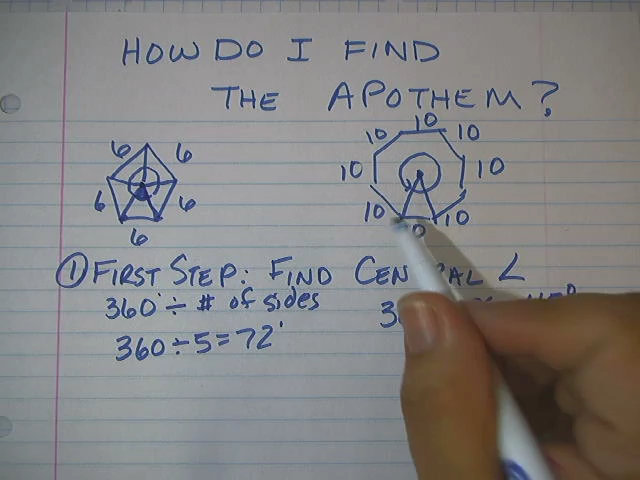 HOW DO I FIND
THE APOTHEM?
6 6 6 6 6
10 10 10 10 10 10 10
① FIRST STEP: FIND CENTRAL <
360° ÷ # of sides
360 ÷ 5 = 72°